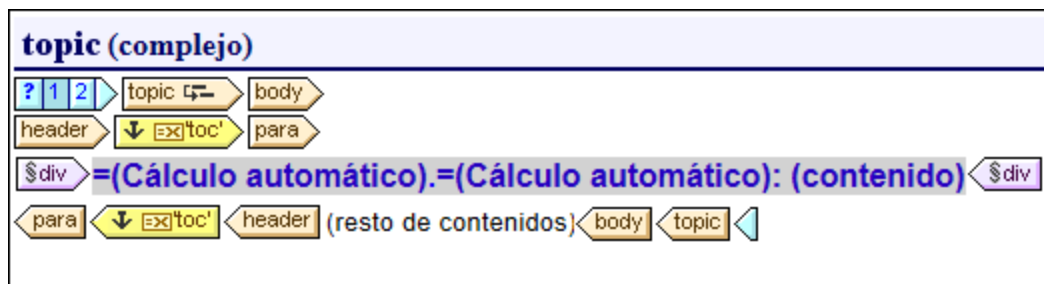 topic (complejo)
? 1 2 topic body
header 'toc' para
§div =(Cálculo automático).=(Cálculo automático): (contenido) §div
para 'toc' header (resto de contenidos) body topic